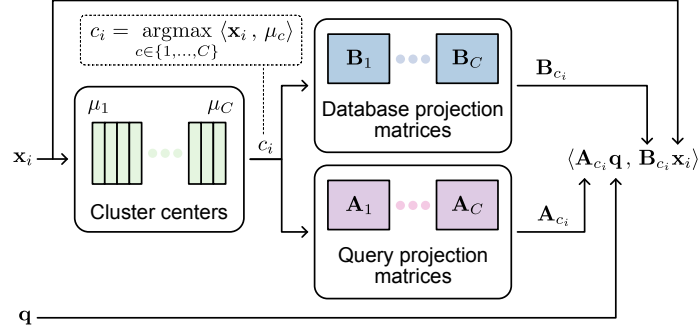 c_i = argmax ⟨x_i , μ_c⟩
c∈{1,...,C}
B_1 B_C
Database projection
matrices
B_{c_i}
μ_1 μ_C
Cluster centers
x_i
c_i
⟨A_{c_i}q , B_{c_i}x_i⟩
A_1 A_C
Query projection
matrices
A_{c_i}
q